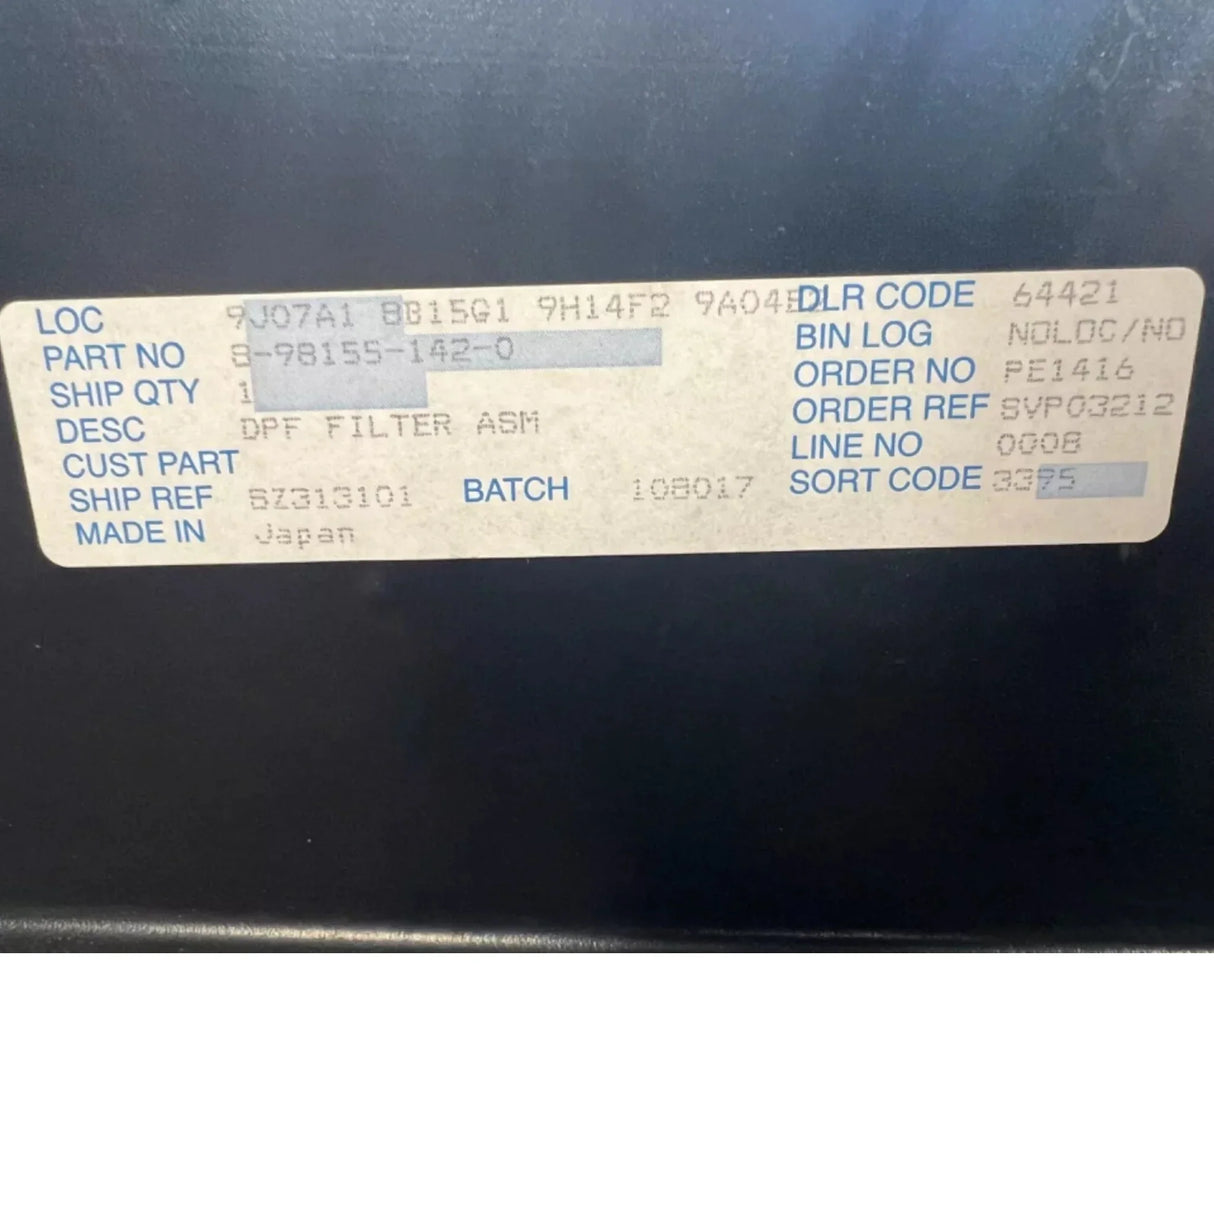 LOC 9J07A1 8B15G1 9H14F2 9A04 DLR CODE 64421
PART NO 8-98155-142-0 BIN LOG NOLOC/NO
SHIP QTY 1 ORDER NO PE1416
DESC DPF FILTER ASM ORDER REF SVP03212
CUST PART LINE NO 0008
SHIP REF SZ313101 BATCH 108017 SORT CODE 3395
MADE IN Japan